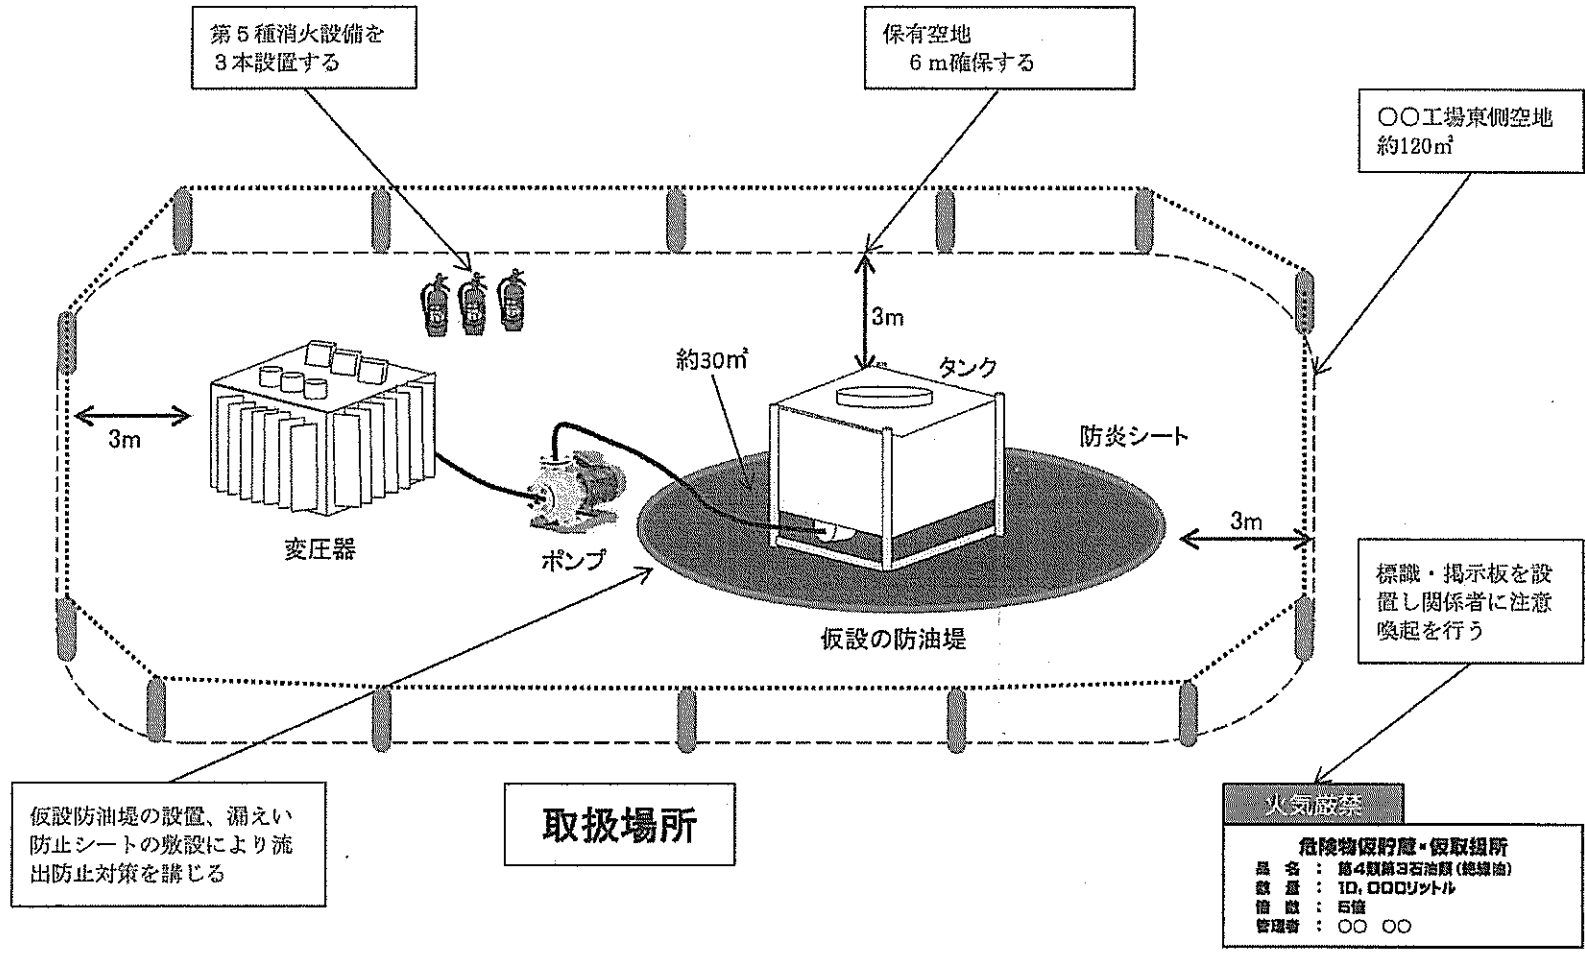 第5種消火設備を
3本設置する
保有空地
6m確保する
〇〇工場東側空地
約120㎡
3m
約30㎡
タンク
防炎シート
3m
変圧器
ポンプ
3m
仮設の防油堤
標識・掲示板を設
置し関係者に注意
喚起を行う
仮設防油堤の設置、漏えい
防止シートの敷設により流
出防止対策を講じる
取扱場所
火気厳禁
危険物仮貯蔵・仮取扱所
品 名 : 第4類第3石油類(絶縁油)
数 量 : 10,000リットル
倍 数 : 5倍
管理者 : 〇〇 〇〇